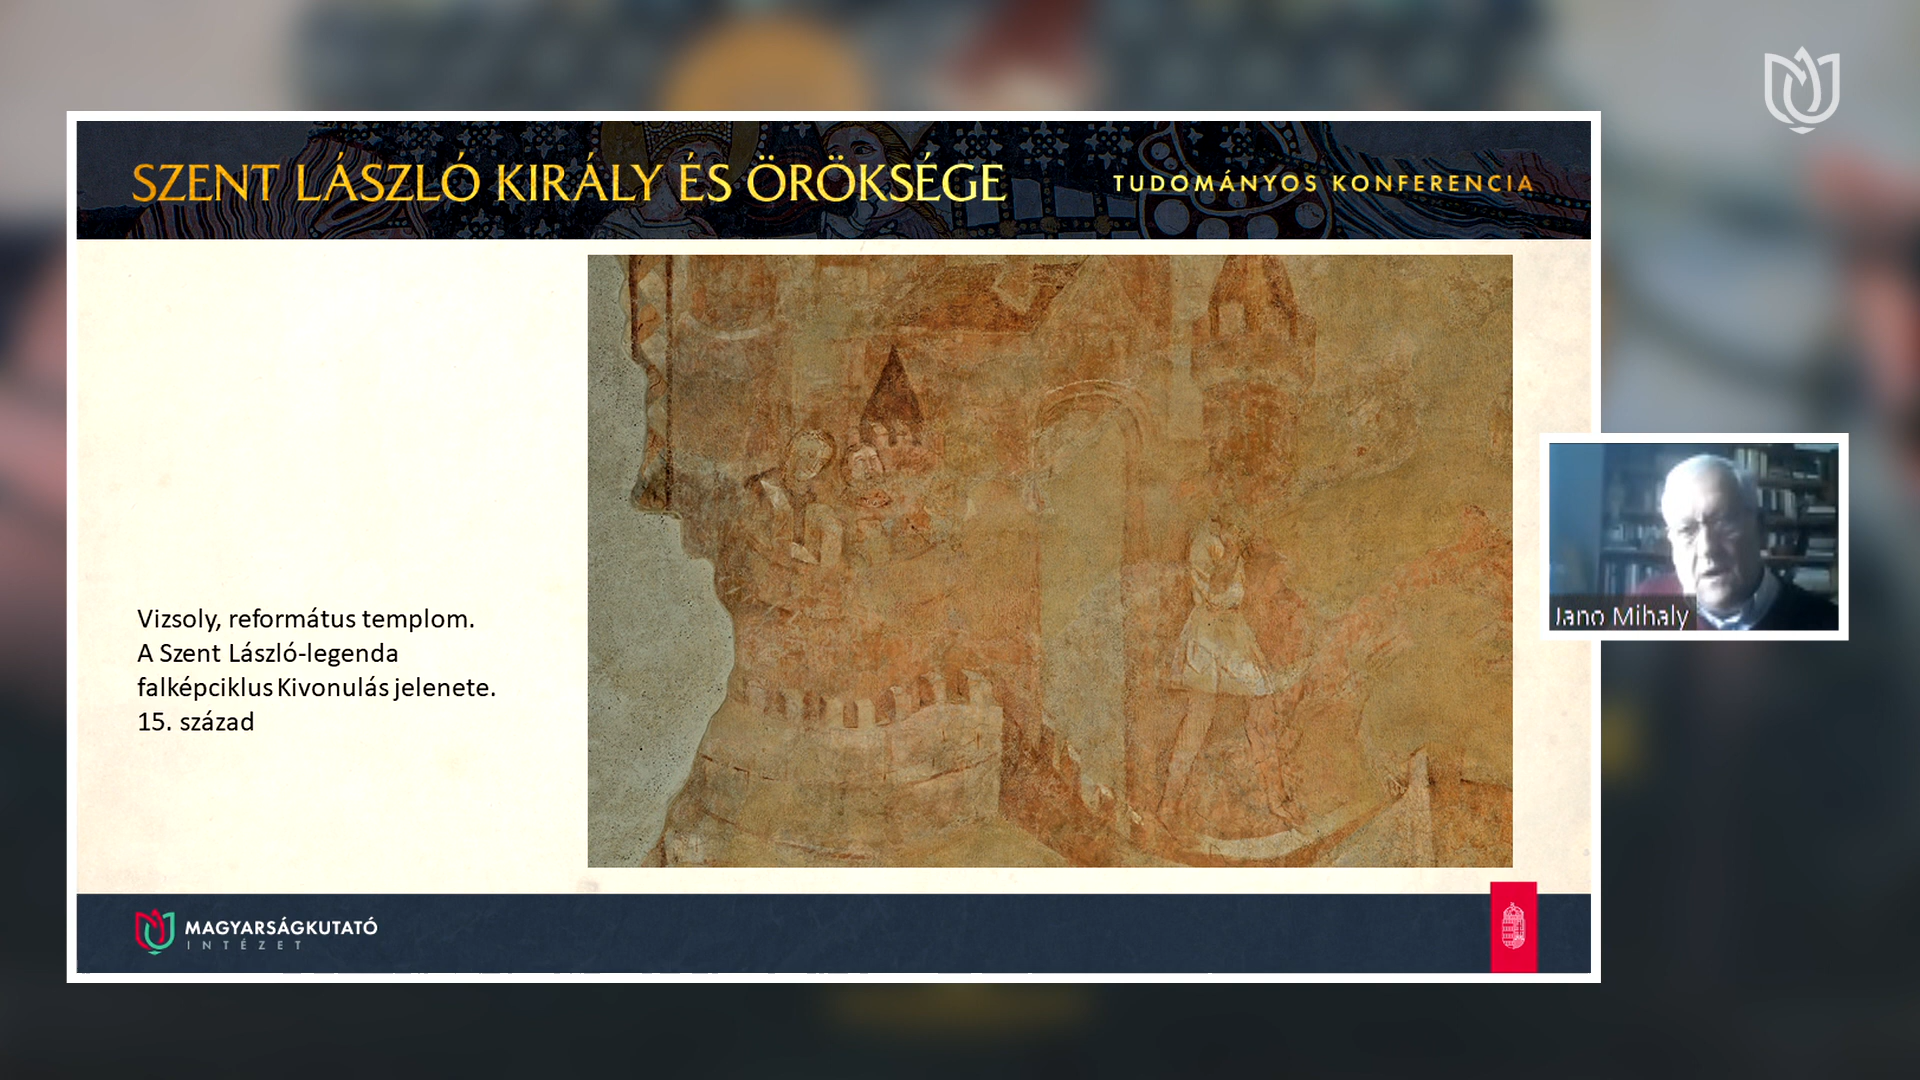 SZENT LÁSZLÓ KIRÁLY ÉS ÖRÖKSÉGE
TUDOMÁNYOS KONFERENCIA
Vizsoly, református templom.
A Szent László-legenda
falképciklus Kivonulás jelenete.
15. század
Jano Mihaly
MAGYARSÁGKUTATÓ
INTÉZET